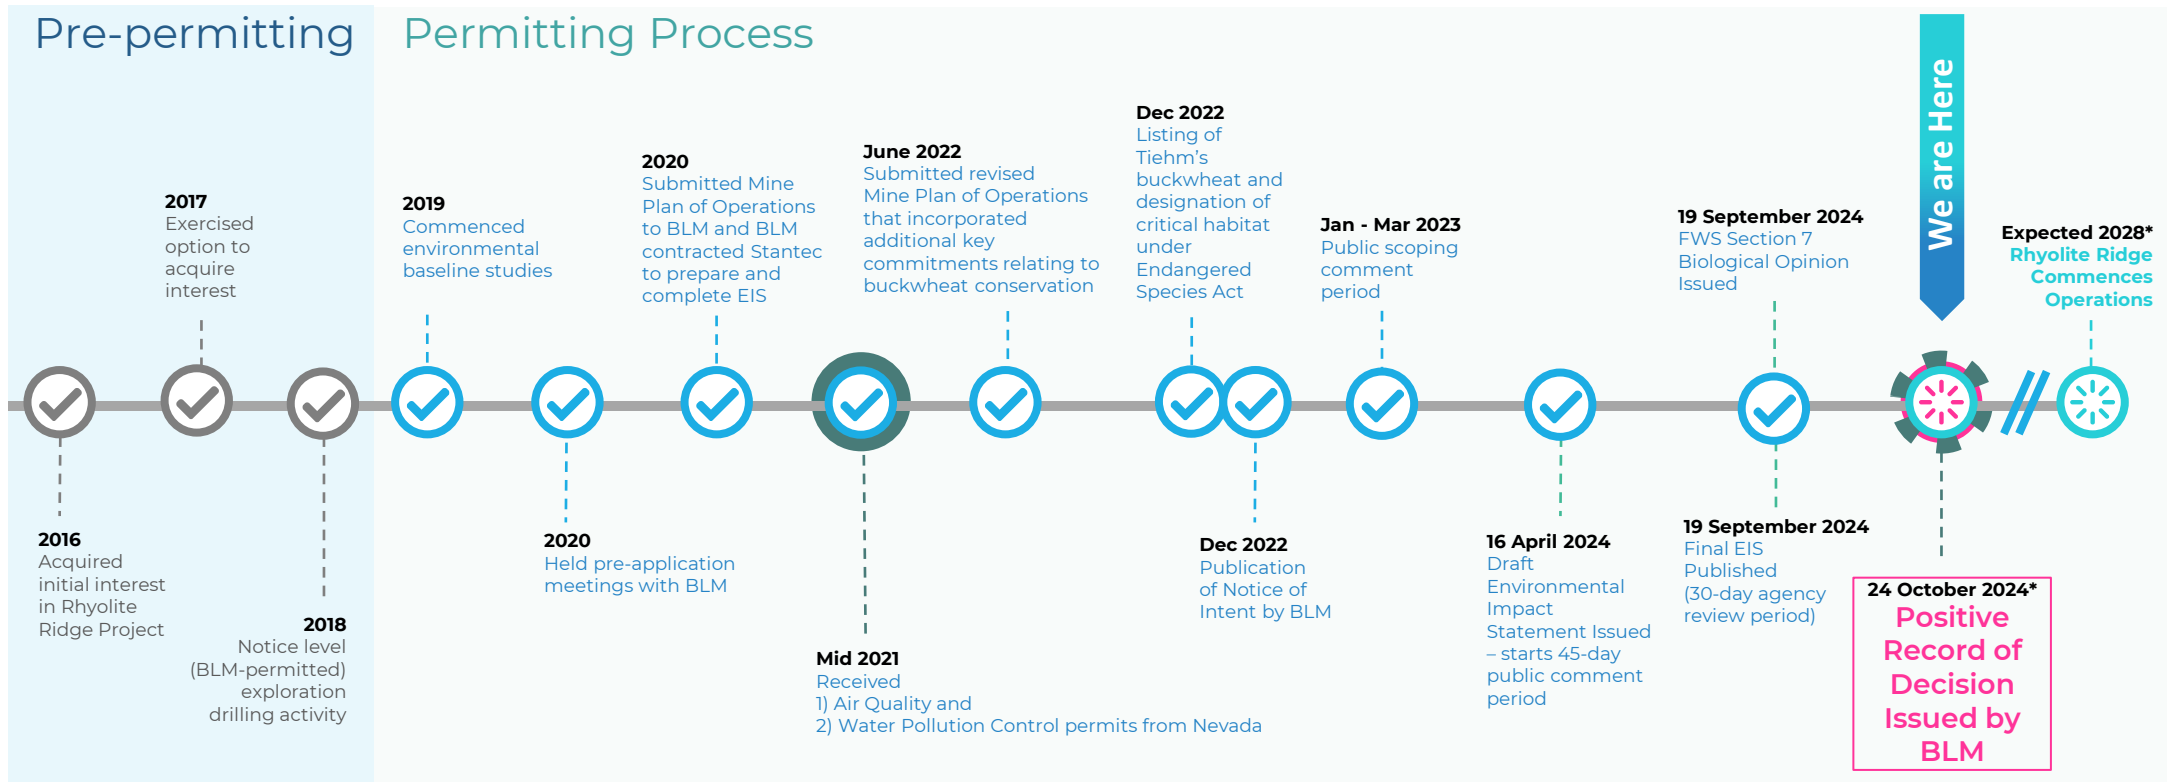 Pre-permitting
Permitting Process
We are Here
2016
Acquired
initial interest
in Rhyolite
Ridge Project
2017
Exercised
option to
acquire
interest
2018
Notice level
(BLM-permitted)
exploration
drilling activity
2019
Commenced
environmental
baseline studies
2020
Held pre-application
meetings with BLM
2020
Submitted Mine
Plan of Operations
to BLM and BLM
contracted Stantec
to prepare and
complete EIS
Mid 2021
Received
1) Air Quality and
2) Water Pollution Control permits from Nevada
June 2022
Submitted revised
Mine Plan of Operations
that incorporated
additional key
commitments relating to
buckwheat conservation
Dec 2022
Listing of
Tiehm’s
buckwheat and
designation of
critical habitat
under
Endangered
Species Act
Dec 2022
Publication
of Notice of
Intent by BLM
Jan - Mar 2023
Public scoping
comment
period
16 April 2024
Draft
Environmental
Impact
Statement Issued
– starts 45-day
public comment
period
19 September 2024
FWS Section 7
Biological Opinion
Issued
19 September 2024
Final EIS
Published
(30-day agency
review period)
24 October 2024*
Positive
Record of
Decision
Issued by
BLM
Expected 2028*
Rhyolite Ridge
Commences
Operations